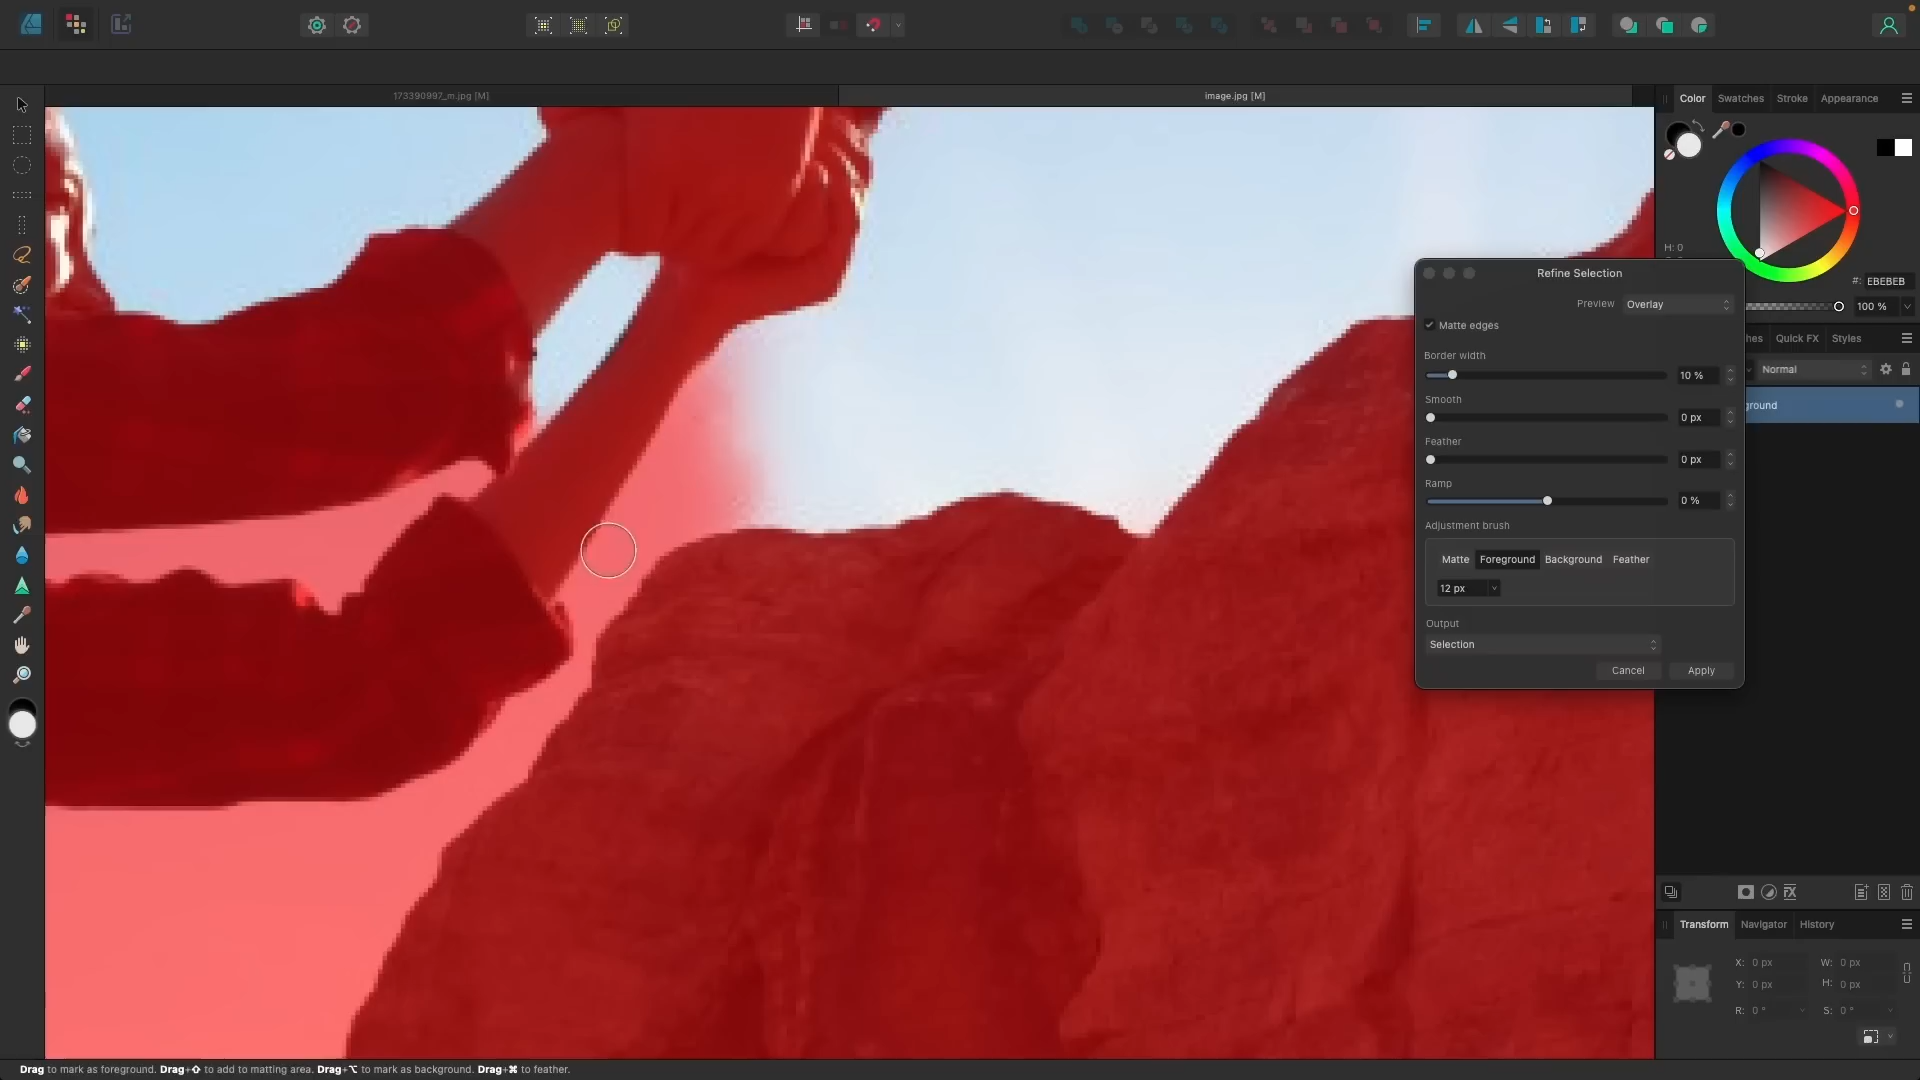 173390997_m.jpg [M]
image.jpg [M]
Color
Swatches
Stroke
Appearance
H: 0
#: EBEBEB
100 %
Refine Selection
Preview
Overlay
Matte edges
Border width
10 %
Smooth
0 px
Feather
0 px
Ramp
0 %
Adjustment brush
Matte
Foreground
Background
Feather
12 px
Output
Selection
Cancel
Apply
hes
Quick FX
Styles
Normal
ground
Transform
Navigator
History
X: 0 px
W: 0 px
Y: 0 px
H: 0 px
R: 0 °
S: 0 °
Drag to mark as foreground. Drag+⇧ to add to matting area. Drag+⌥ to mark as background. Drag+⌘ to feather.